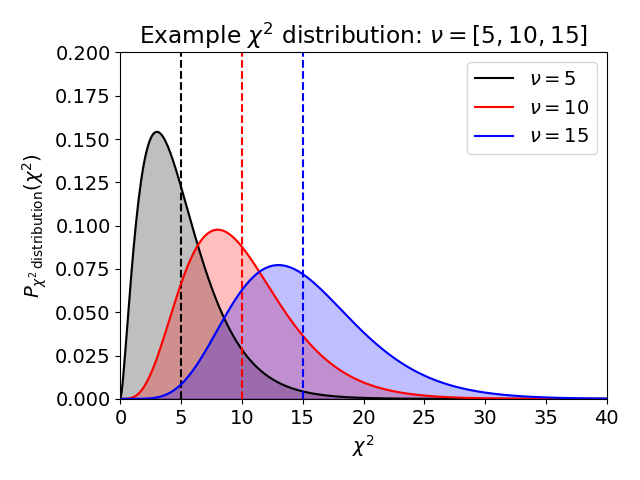 Example χ² distribution: ν = [5, 10, 15]
0.200
0.175
0.150
0.125
0.100
0.075
0.050
0.025
0.000
P_{χ² distribution}(χ²)
ν = 5
ν = 10
ν = 15
0 5 10 15 20 25 30 35 40
χ²